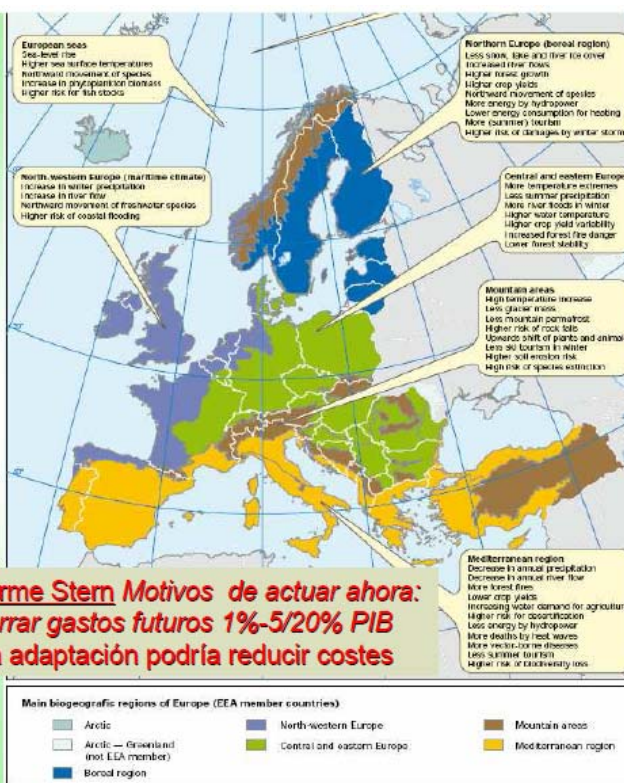 European seas
Sea-level rise
Higher sea surface temperatures
Northward movement of species
Increase in phytoplankton biomass
Higher risk for fish stocks
Northern Europe (boreal region)
Less snow, lake and river ice cover
Increased river flows
Higher forest growth
Higher crop yields
Northward movement of species
More energy by hydropower
Lower energy consumption for heating
More (summer) tourism
Higher risk of damages by winter storm
North-western Europe (maritime climate)
Increase in winter precipitation
Increase in river flow
Northward movement of freshwater species
Higher risk of coastal flooding
Central and eastern Europe
More temperature extremes
Less summer precipitation
More river floods in winter
Higher water temperature
Higher crop yield variability
Increased forest fire danger
Lower forest stability
Mountain areas
High temperature increase
Less glacier mass
Less mountain permafrost
Higher risk of rock falls
Upwards shift of plants and animal
Less ski tourism in winter
Higher soil erosion risk
High risk of species extinction
Mediterranean region
Decrease in annual precipitation
Decrease in annual river flow
More forest fires
Lower crop yields
Increasing water demand for agricultur
Higher risk for desertification
Less energy by hydropower
More deaths by heat waves
More vector-borne diseases
Less summer tourism
Higher risk of biodiversity loss
rme Stern Motivos de actuar ahora:
rrar gastos futuros 1%-5/20% PIB
a adaptación podría reducir costes
Main biogeografic regions of Europe (EEA member countries)
Arctic
Arctic — Greenland
(not EEA member)
Boreal region
North-western Europe
Central and eastern Europe
Mountain areas
Mediterranean region